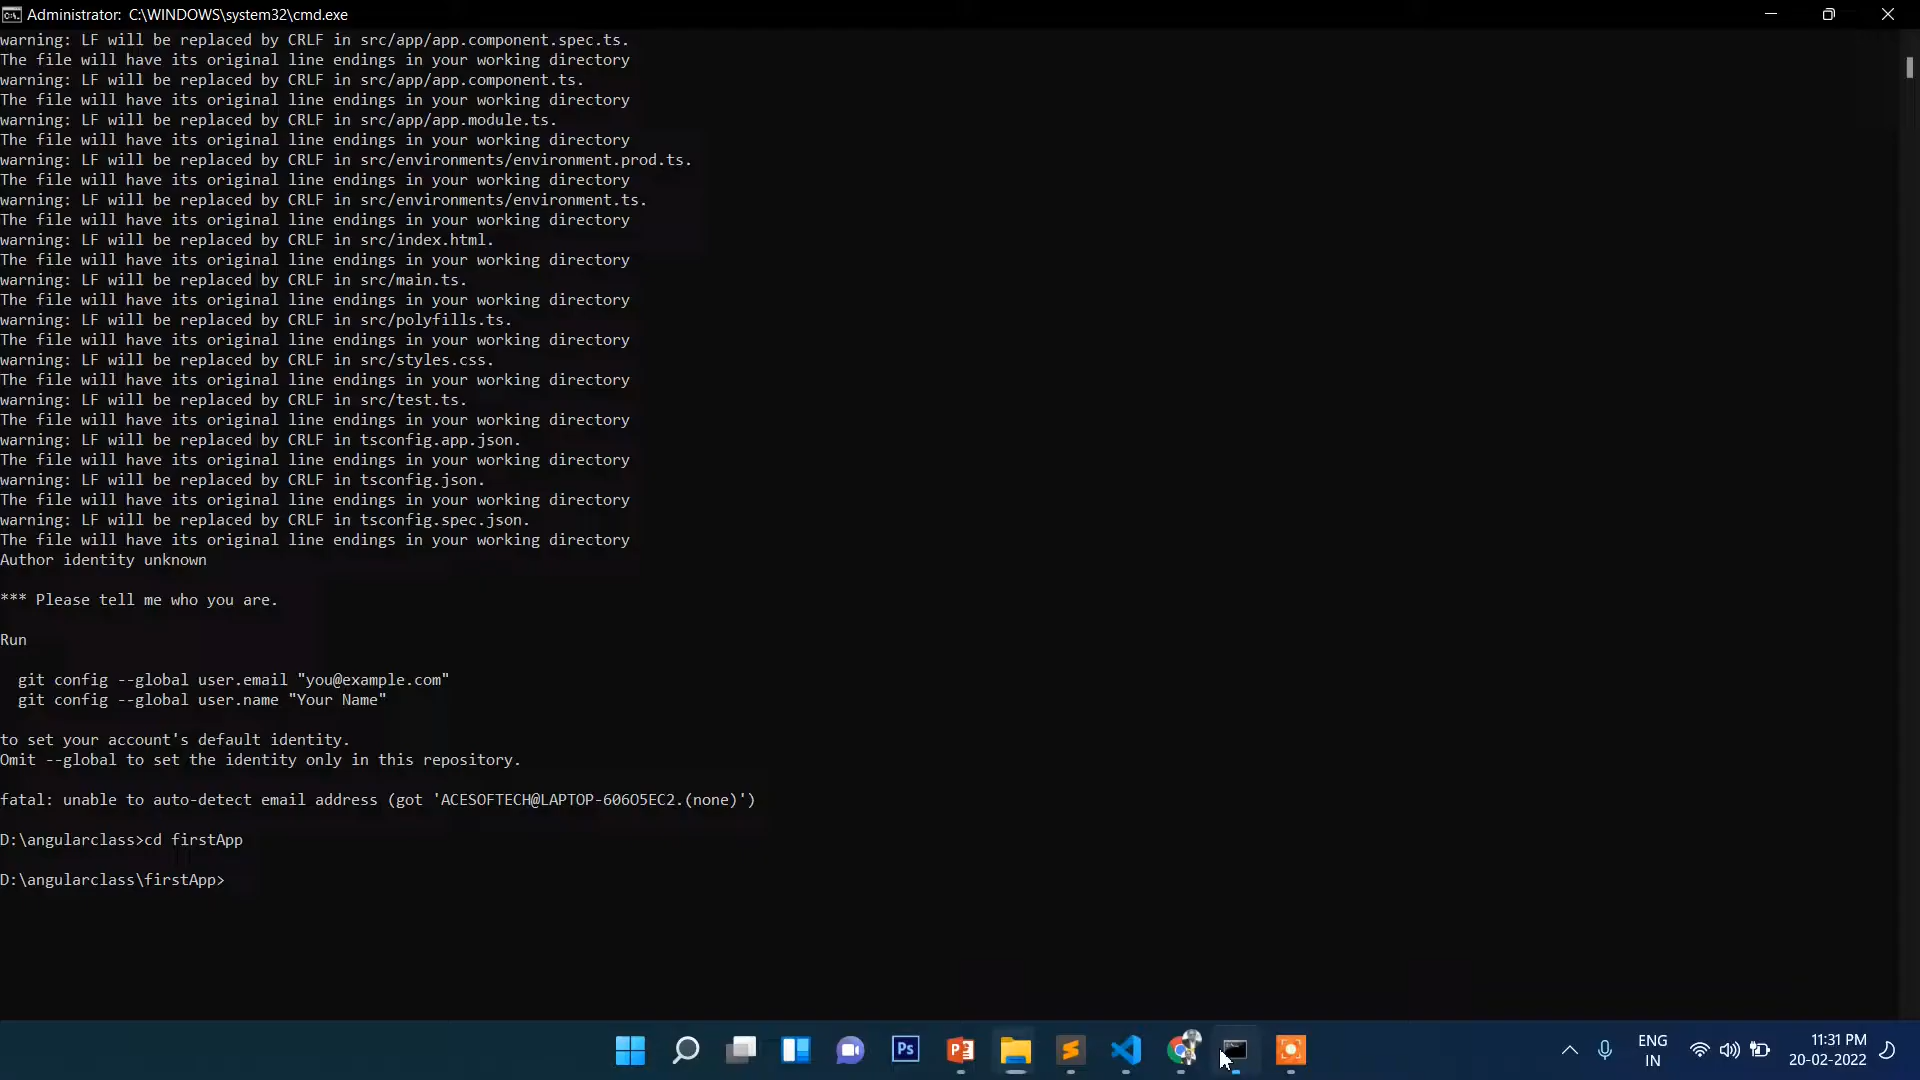 Administrator: C:\WINDOWS\system32\cmd.exe
warning: LF will be replaced by CRLF in src/app/app.component.spec.ts.
The file will have its original line endings in your working directory
warning: LF will be replaced by CRLF in src/app/app.component.ts.
The file will have its original line endings in your working directory
warning: LF will be replaced by CRLF in src/app/app.module.ts.
The file will have its original line endings in your working directory
warning: LF will be replaced by CRLF in src/environments/environment.prod.ts.
The file will have its original line endings in your working directory
warning: LF will be replaced by CRLF in src/environments/environment.ts.
The file will have its original line endings in your working directory
warning: LF will be replaced by CRLF in src/index.html.
The file will have its original line endings in your working directory
warning: LF will be replaced by CRLF in src/main.ts.
The file will have its original line endings in your working directory
warning: LF will be replaced by CRLF in src/polyfills.ts.
The file will have its original line endings in your working directory
warning: LF will be replaced by CRLF in src/styles.css.
The file will have its original line endings in your working directory
warning: LF will be replaced by CRLF in src/test.ts.
The file will have its original line endings in your working directory
warning: LF will be replaced by CRLF in tsconfig.app.json.
The file will have its original line endings in your working directory
warning: LF will be replaced by CRLF in tsconfig.json.
The file will have its original line endings in your working directory
warning: LF will be replaced by CRLF in tsconfig.spec.json.
The file will have its original line endings in your working directory
Author identity unknown
*** Please tell me who you are.
Run
git config --global user.email "you@example.com"
git config --global user.name "Your Name"
to set your account's default identity.
Omit --global to set the identity only in this repository.
fatal: unable to auto-detect email address (got 'ACESOFTECH@LAPTOP-606O5EC2.(none)')
D:\angularclass>cd firstApp
D:\angularclass\firstApp>
Ps
ENG
IN
11:31 PM
20-02-2022